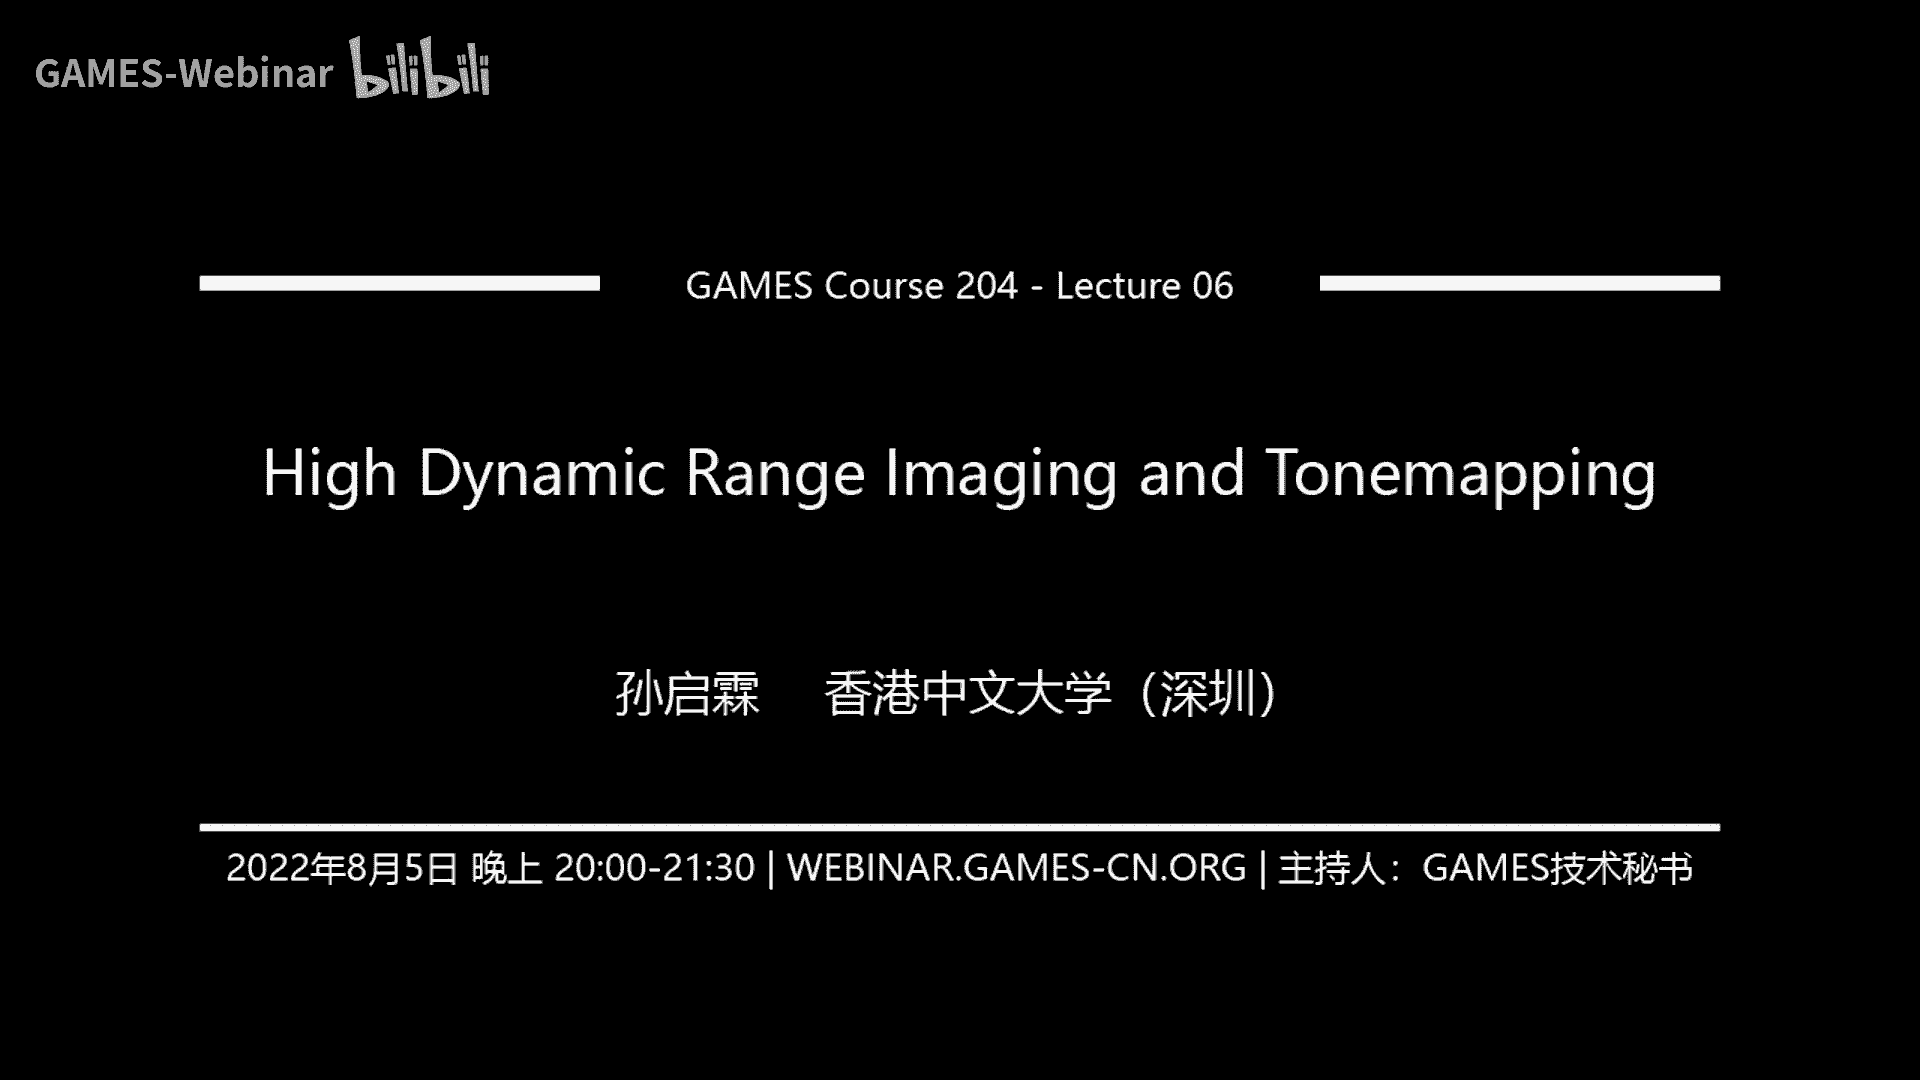 GAMES-Webinar bilibili
GAMES Course 204 - Lecture 06
High Dynamic Range Imaging and Tonemapping
孙启霖 香港中文大学（深圳）
2022年8月5日 晚上 20:00-21:30 | WEBINAR.GAMES-CN.ORG | 主持人：GAMES技术秘书